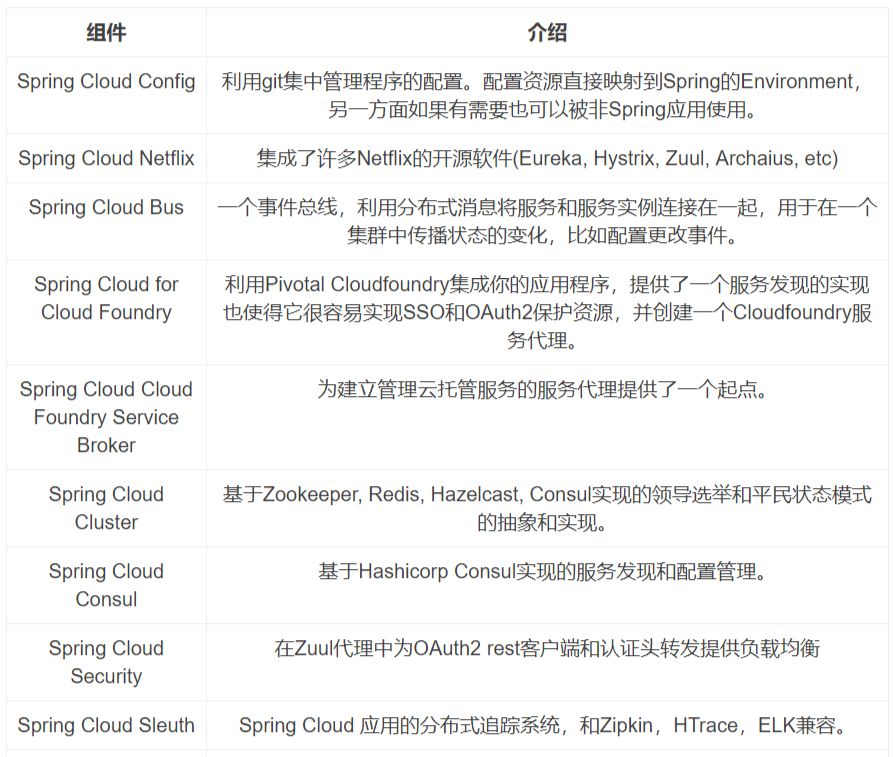 组件
介绍
Spring Cloud Config
利用git集中管理程序的配置。配置资源直接映射到Spring的Environment，
另一方面如果有需要也可以被非Spring应用使用。
Spring Cloud Netflix
集成了许多Netflix的开源软件(Eureka, Hystrix, Zuul, Archaius, etc)
Spring Cloud Bus
一个事件总线，利用分布式消息将服务和服务实例连接在一起，用于在一个
集群中传播状态的变化，比如配置更改事件。
Spring Cloud for
Cloud Foundry
利用Pivotal Cloudfoundry集成你的应用程序，提供了一个服务发现的实现
也使得它很容易实现SSO和OAuth2保护资源，并创建一个Cloudfoundry服
务代理。
Spring Cloud Cloud
Foundry Service
Broker
为建立管理云托管服务的服务代理提供了一个起点。
Spring Cloud
Cluster
基于Zookeeper, Redis, Hazelcast, Consul实现的领导选举和平民状态模式
的抽象和实现。
Spring Cloud
Consul
基于Hashicorp Consul实现的服务发现和配置管理。
Spring Cloud
Security
在Zuul代理中为OAuth2 rest客户端和认证头转发提供负载均衡
Spring Cloud Sleuth
Spring Cloud 应用的分布式追踪系统，和Zipkin，HTrace，ELK兼容。